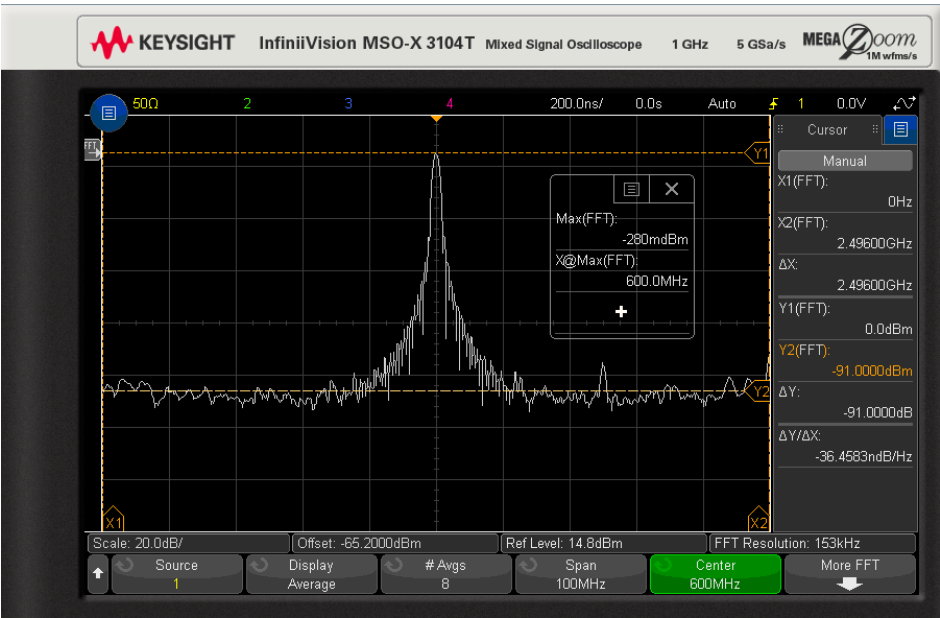 KEYSIGHT InfiniiVision MSO-X 3104T Mixed Signal Oscilloscope 1 GHz 5 GSa/s MEGA Zoom
1M wfms/s
50Ω 2 3 4 200.0ns/ 0.0s Auto 1 0.0V
Cursor
FFT
Y1
Manual
X1(FFT):
0Hz
X2(FFT):
2.49600GHz
ΔX:
2.49600GHz
Y1(FFT):
0.0dBm
Y2(FFT):
-91.0000dBm
ΔY:
-91.0000dB
ΔY/ΔX:
-36.4583ndB/Hz
Max(FFT):
-280mdBm
X@Max(FFT):
600.0MHz
+
Y2
X1 X2
Scale: 20.0dB/ Offset: -65.2000dBm Ref Level: 14.8dBm FFT Resolution: 153kHz
Source Display # Avgs Span Center More FFT
1 Average 8 100MHz 600MHz